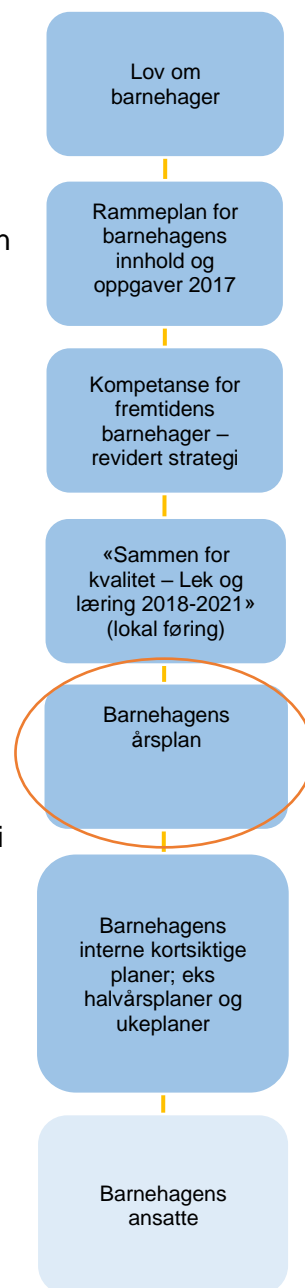 Lov om
barnehager
Rammeplan for
barnehagens
innhold og
oppgaver 2017
n
Kompetanse for
fremtidens
barnehager –
revidert strategi
«Sammen for
kvalitet – Lek og
læring 2018-2021»
(lokal føring)
Barnehagens
årsplan
i
Barnehagens
interne kortsiktige
planer; eks
halvårsplaner og
ukeplaner
Barnehagens
ansatte